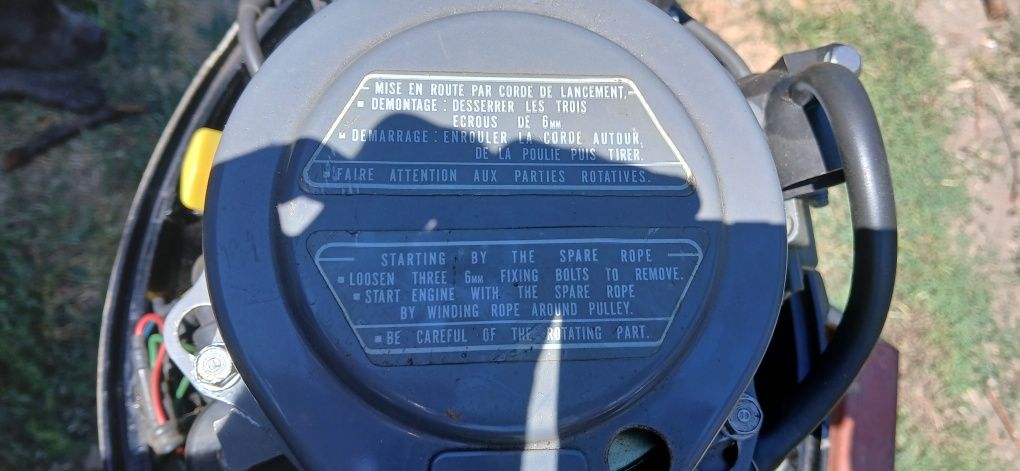 MISE EN ROUTE PAR CORDE DE LANCEMENT.
▪ DEMONTAGE : DESSERRER LES TROIS
ECROUS DE 6MM
▪ DEMARRAGE : ENROULER LA CORDE AUTOUR
DE LA POULIE PUIS TIRER.
▪ FAIRE ATTENTION AUX PARTIES ROTATIVES.
STARTING BY THE SPARE ROPE
▪ LOOSEN THREE 6MM FIXING BOLTS TO REMOVE.
▪ START ENGINE WITH THE SPARE ROPE
BY WINDING ROPE AROUND PULLEY.
▪ BE CAREFUL OF THE ROTATING PART.